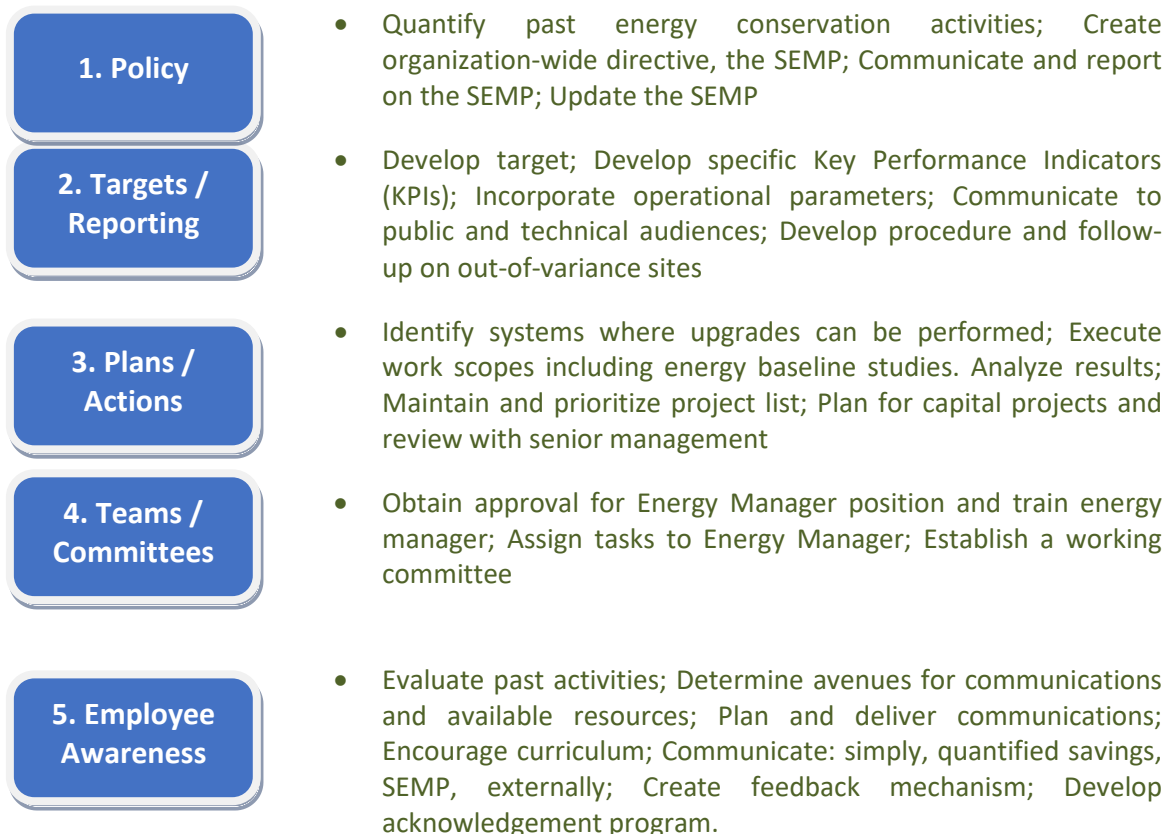 1. Policy
• Quantify past energy conservation activities; Create
organization-wide directive, the SEMP; Communicate and report
on the SEMP; Update the SEMP
2. Targets /
Reporting
• Develop target; Develop specific Key Performance Indicators
(KPIs); Incorporate operational parameters; Communicate to
public and technical audiences; Develop procedure and follow-
up on out-of-variance sites
3. Plans /
Actions
• Identify systems where upgrades can be performed; Execute
work scopes including energy baseline studies. Analyze results;
Maintain and prioritize project list; Plan for capital projects and
review with senior management
4. Teams /
Committees
• Obtain approval for Energy Manager position and train energy
manager; Assign tasks to Energy Manager; Establish a working
committee
5. Employee
Awareness
• Evaluate past activities; Determine avenues for communications
and available resources; Plan and deliver communications;
Encourage curriculum; Communicate: simply, quantified savings,
SEMP, externally; Create feedback mechanism; Develop
acknowledgement program.